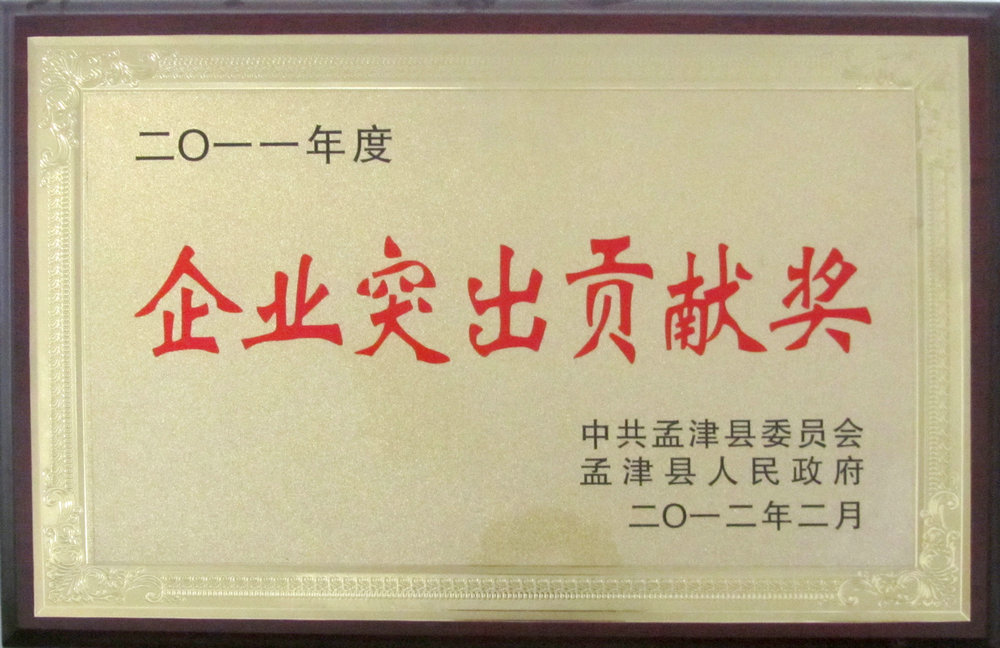 二〇一一年度
企业突出贡献奖
中共孟津县委员会
孟津县人民政府
二〇一二年二月